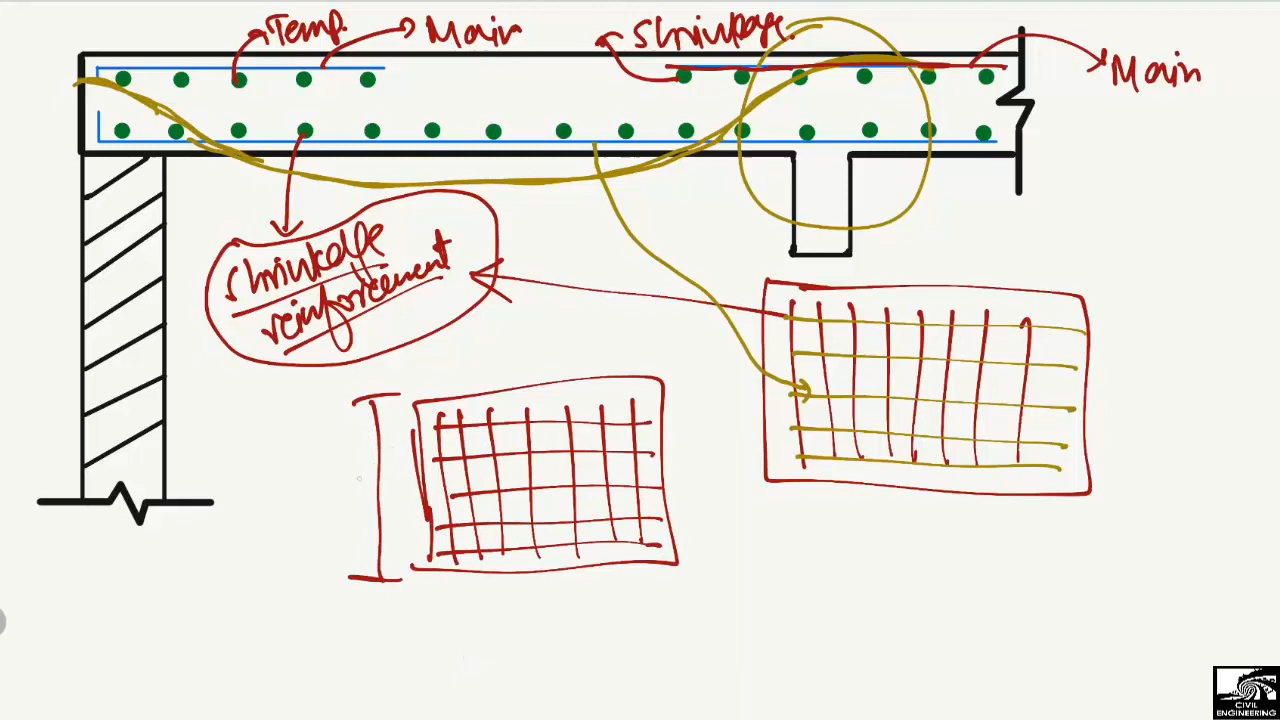 Temp.
Main
Shrinkage
Main
Shrinkage
reinforcement
CIVIL
ENGINEERING